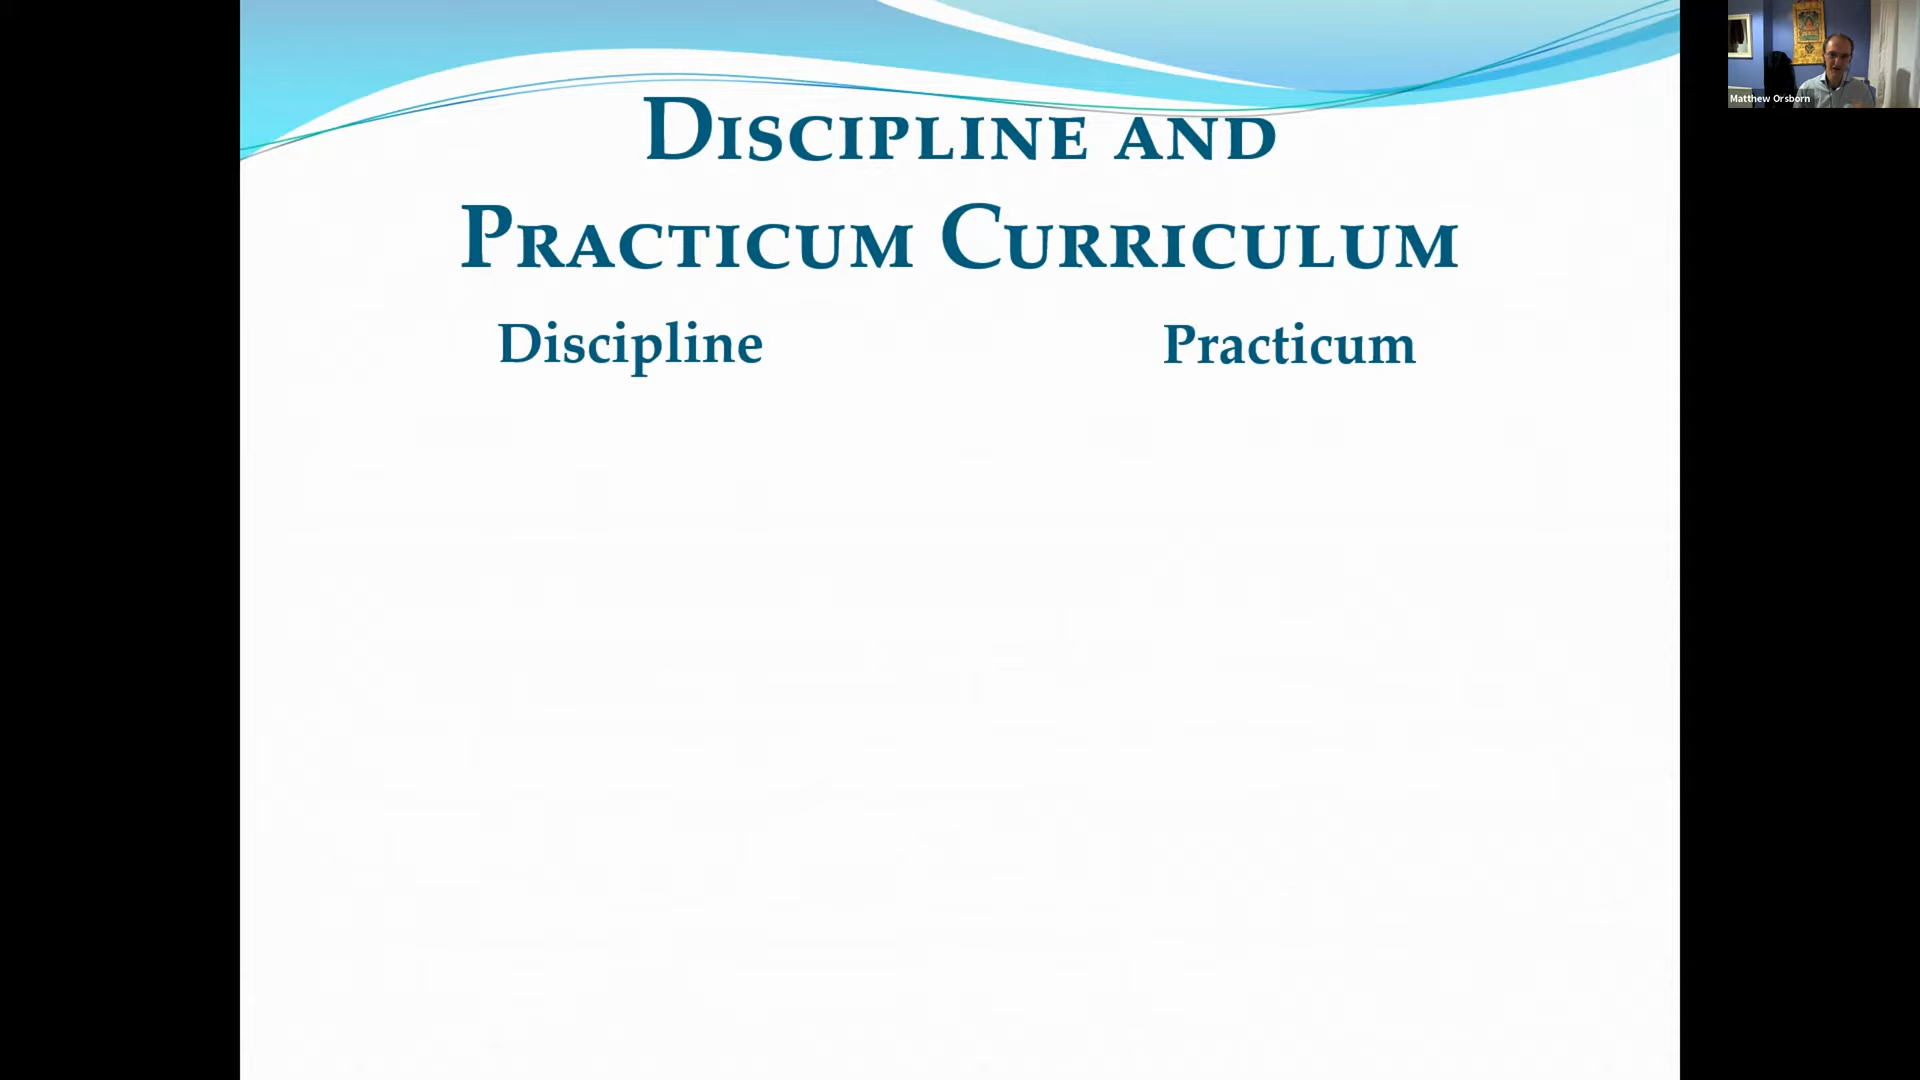 Discipline and
Practicum Curriculum
Discipline
Practicum
Matthew Orsborn